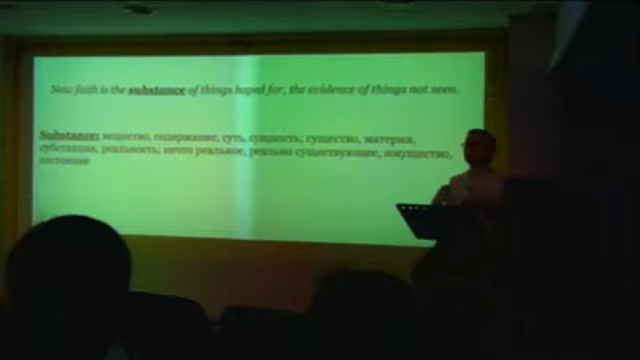 Now faith is the substance of things hoped for, the evidence of things not seen.
Substance: вещество, содержание, суть, сущность; существо, материя,
субстанция, реальность; нечто реальное, реально существующее, имущество,
состояние